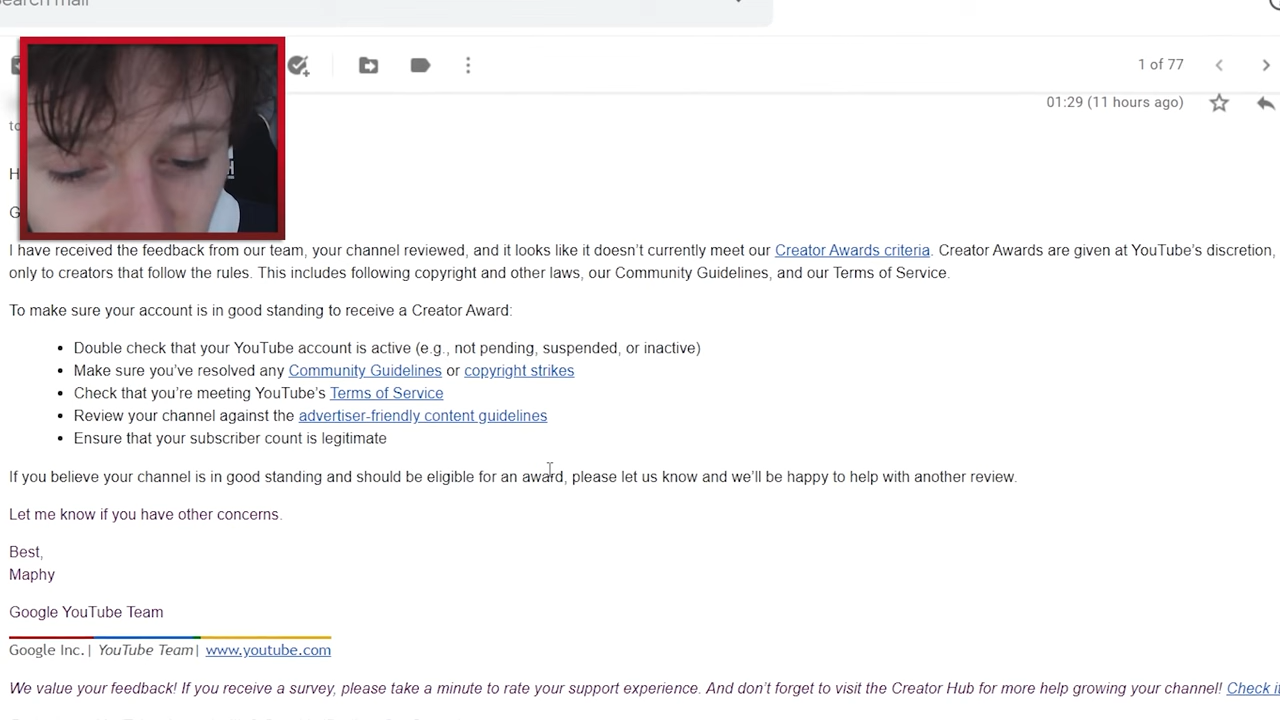 Search mail
1 of 77
01:29 (11 hours ago)
to
H
G
I have received the feedback from our team, your channel reviewed, and it looks like it doesn't currently meet our Creator Awards criteria. Creator Awards are given at YouTube's discretion,
only to creators that follow the rules. This includes following copyright and other laws, our Community Guidelines, and our Terms of Service.
To make sure your account is in good standing to receive a Creator Award:
• Double check that your YouTube account is active (e.g., not pending, suspended, or inactive)
• Make sure you've resolved any Community Guidelines or copyright strikes
• Check that you're meeting YouTube's Terms of Service
• Review your channel against the advertiser-friendly content guidelines
• Ensure that your subscriber count is legitimate
If you believe your channel is in good standing and should be eligible for an award, please let us know and we'll be happy to help with another review.
Let me know if you have other concerns.
Best,
Maphy
Google YouTube Team
Google Inc.| YouTube Team| www.youtube.com
We value your feedback! If you receive a survey, please take a minute to rate your support experience. And don't forget to visit the Creator Hub for more help growing your channel! Check i